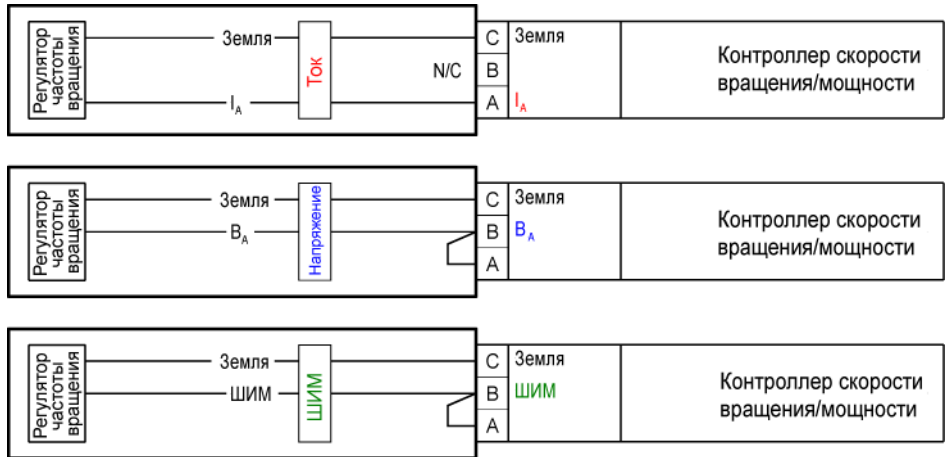 Регулятор
частоты
вращения
Земля
I_A
Ток
N/C
C
B
A
Земля
I_A
Контроллер скорости
вращения/мощности
Регулятор
частоты
вращения
Земля
B_A
Напряжение
C
B
A
Земля
B_A
Контроллер скорости
вращения/мощности
Регулятор
частоты
вращения
Земля
ШИМ
ШИМ
C
B
A
Земля
ШИМ
Контроллер скорости
вращения/мощности